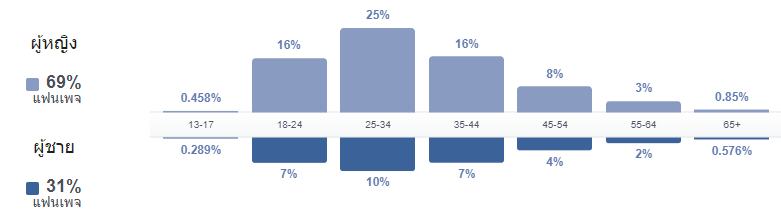 ผู้หญิง
69%
แฟนเพจ
0.458% 16% 25% 16% 8% 3% 0.85%
13-17 18-24 25-34 35-44 45-54 55-64 65+
ผู้ชาย
31%
แฟนเพจ
0.289% 7% 10% 7% 4% 2% 0.576%